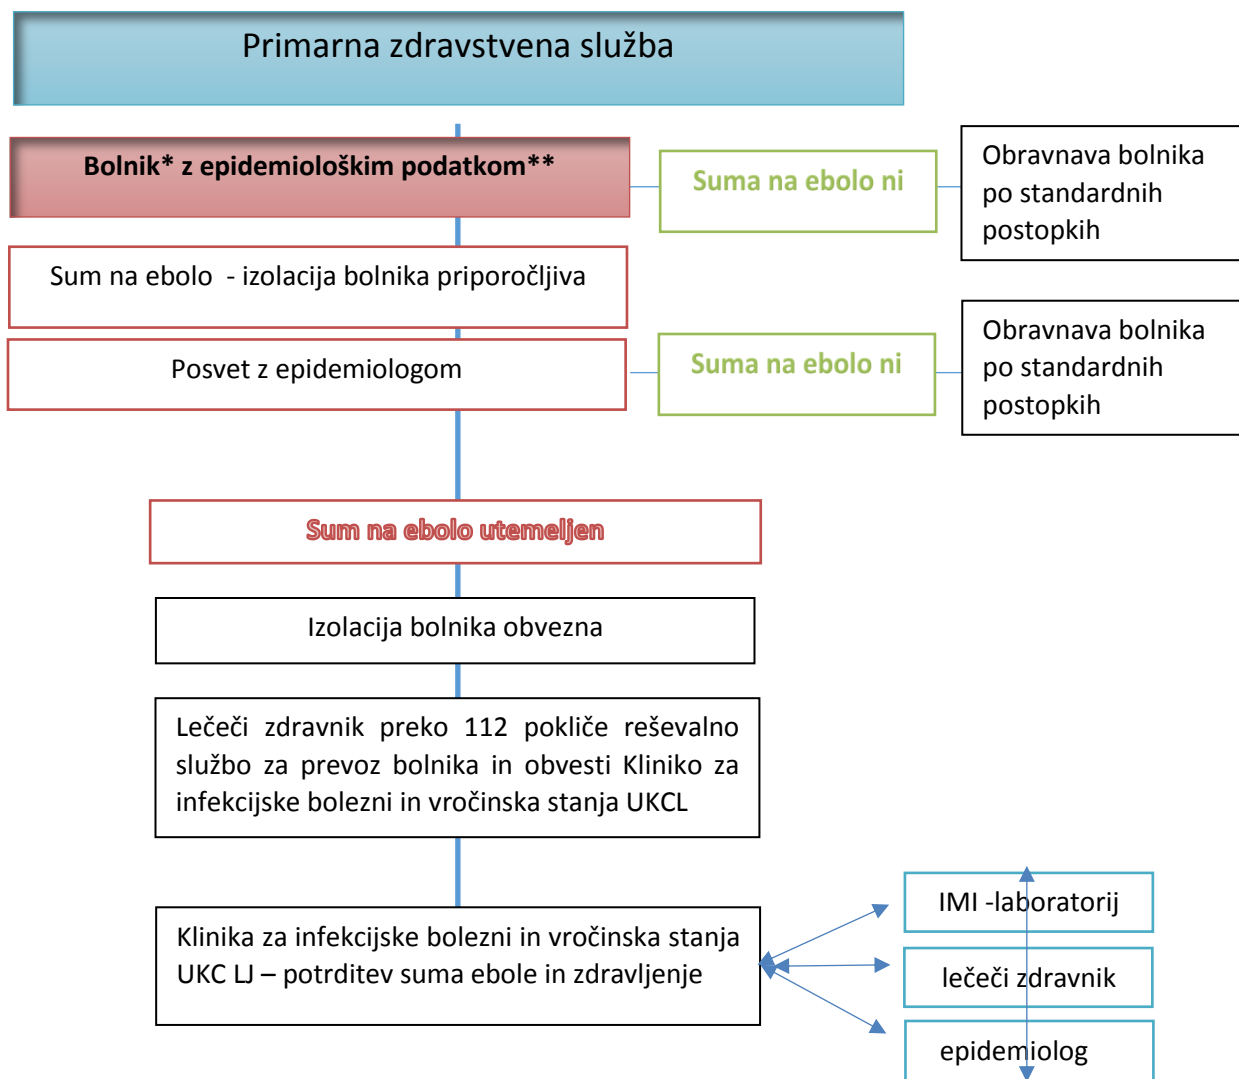 Primarna zdravstvena služba
Bolnik* z epidemiološkim podatkom**
Suma na ebolo ni
Obravnava bolnika
po standardnih
postopkih
Sum na ebolo  - izolacija bolnika priporočljiva
Posvet z epidemiologom
Suma na ebolo ni
Obravnava bolnika
po standardnih
postopkih
Sum na ebolo utemeljen
Izolacija bolnika obvezna
Lečeči zdravnik preko 112 pokliče reševalno
službo za prevoz bolnika in obvesti Kliniko za
infekcijske bolezni in vročinska stanja UKCL
Klinika za infekcijske bolezni in vročinska stanja
UKC LJ – potrditev suma ebole in zdravljenje
IMI -laboratorij
lečeči zdravnik
epidemiolog